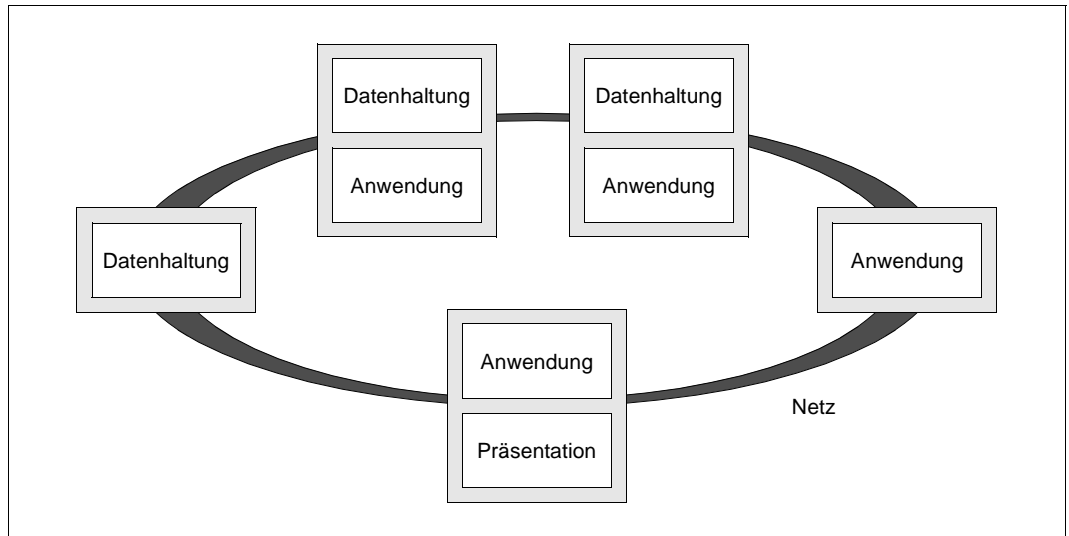 Datenhaltung
Anwendung
Datenhaltung
Anwendung
Datenhaltung
Anwendung
Anwendung
Präsentation
Netz